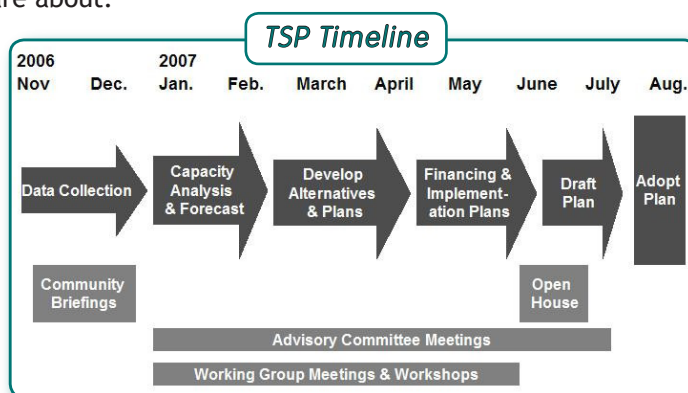 are about.
TSP Timeline
2006 2007
Nov Dec. Jan. Feb. March April May June July Aug.
Data Collection
Capacity
Analysis
& Forecast
Develop
Alternatives
& Plans
Financing &
Implement-
ation Plans
Draft
Plan
Adopt
Plan
Community
Briefings
Open
House
Advisory Committee Meetings
Working Group Meetings & Workshops